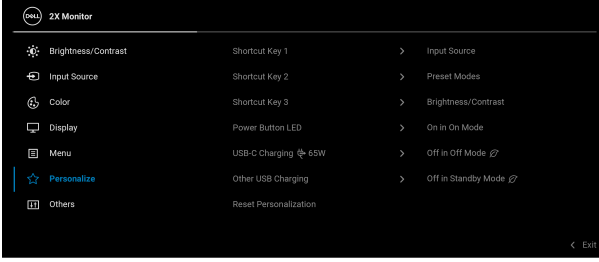 DELL 2X Monitor
Brightness/Contrast Shortcut Key 1 Input Source
Input Source Shortcut Key 2 Preset Modes
Color Shortcut Key 3 Brightness/Contrast
Display Power Button LED On in On Mode
Menu USB-C Charging 65W Off in Off Mode
Personalize Other USB Charging Off in Standby Mode
Others Reset Personalization
Exit